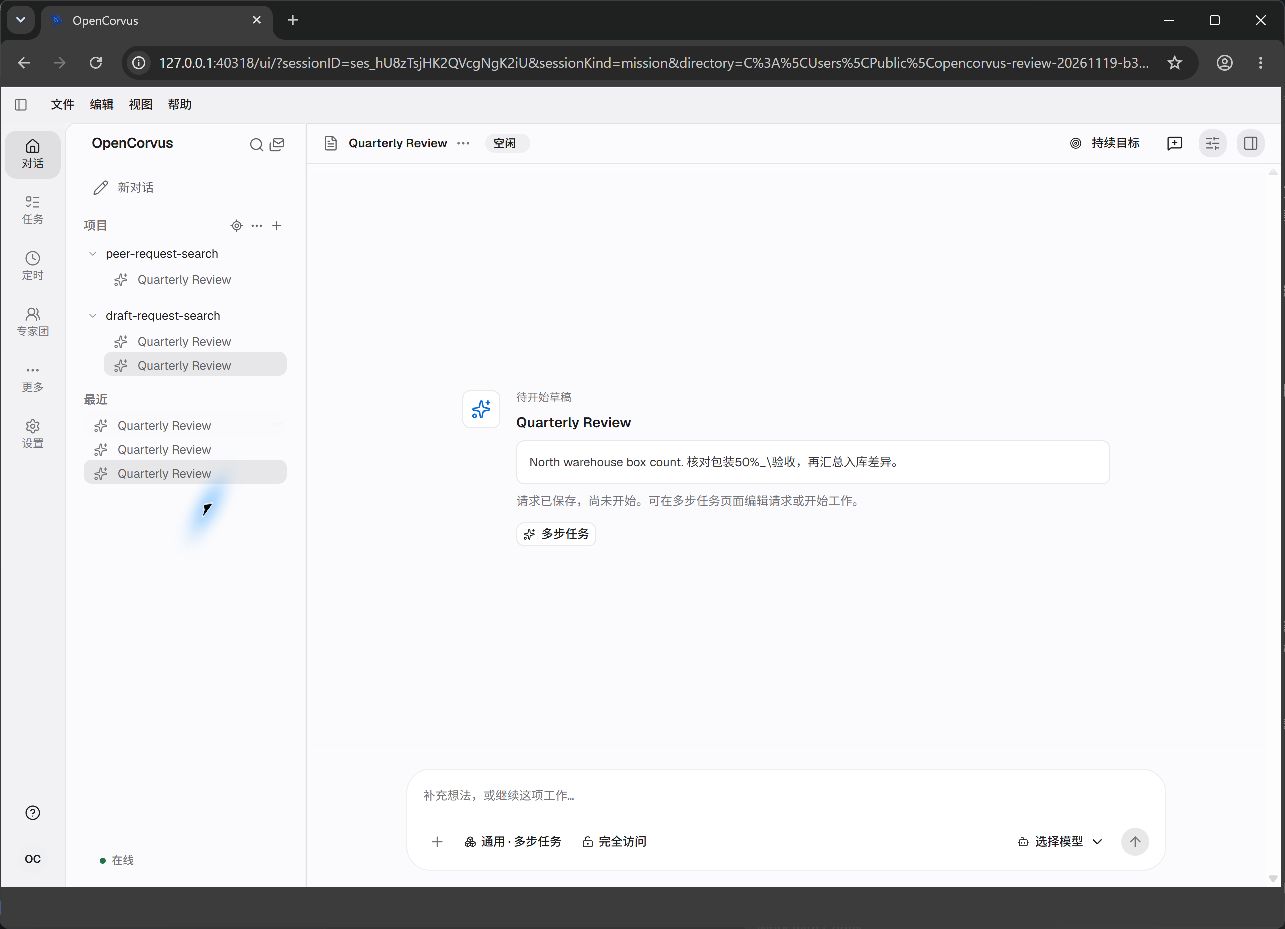 OpenCorvus
127.0.0.1:40318/ui/?sessionID=ses_hU8zTsjHK2QVcgNgK2iU&sessionKind=mission&directory=C%3A%5CUsers%5CPublic%5Copencorvus-review-20261119-b3...
文件 编辑 视图 帮助
对话
任务
定时
专家团
更多
设置
OC
OpenCorvus
新对话
项目
peer-request-search
Quarterly Review
draft-request-search
Quarterly Review
Quarterly Review
最近
Quarterly Review
Quarterly Review
Quarterly Review
在线
Quarterly Review ··· 空闲
持续目标
待开始草稿
Quarterly Review
North warehouse box count. 核对包装50%_\验收，再汇总入库差异。
请求已保存，尚未开始。可在多步任务页面编辑请求或开始工作。
多步任务
补充想法，或继续这项工作...
通用 · 多步任务 完全访问 选择模型